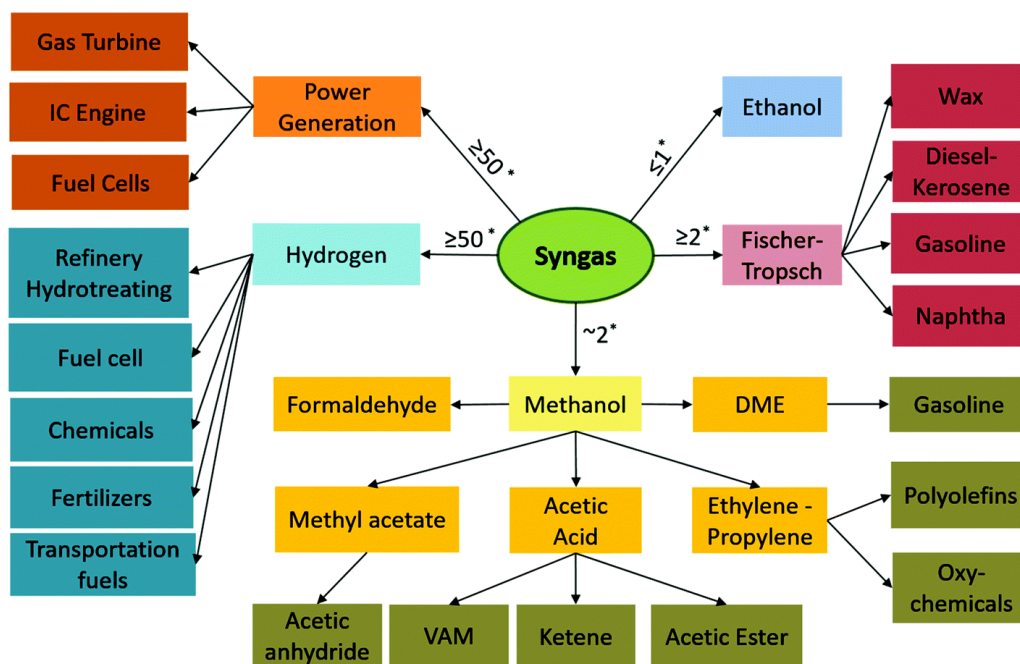 Gas Turbine
IC Engine
Fuel Cells
Power
Generation
≥50 *
Ethanol
≤1 *
Wax
Diesel-
Kerosene
Gasoline
Naphtha
Fischer-
Tropsch
≥2*
Syngas
≥50 *
Hydrogen
Refinery
Hydrotreating
Fuel cell
Chemicals
Fertilizers
Transportation
fuels
~2*
Formaldehyde
Methanol
DME
Gasoline
Methyl acetate
Acetic
Acid
Ethylene -
Propylene
Polyolefins
Oxy-
chemicals
Acetic
anhydride
VAM
Ketene
Acetic Ester